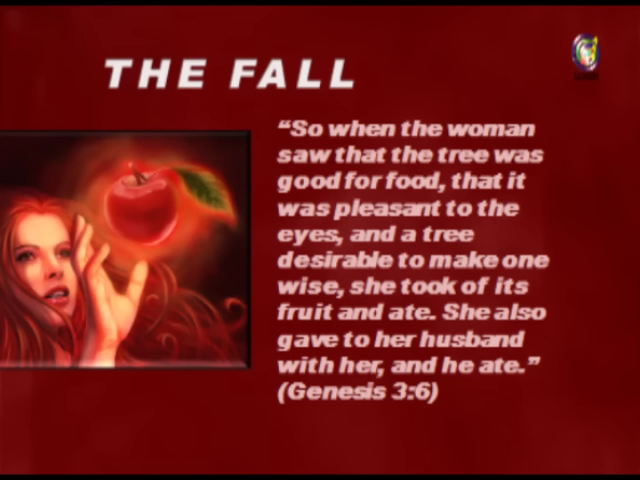 THE FALL
“So when the woman
saw that the tree was
good for food, that it
was pleasant to the
eyes, and a tree
desirable to make one
wise, she took of its
fruit and ate. She also
gave to her husband
with her, and he ate.”
(Genesis 3:6)